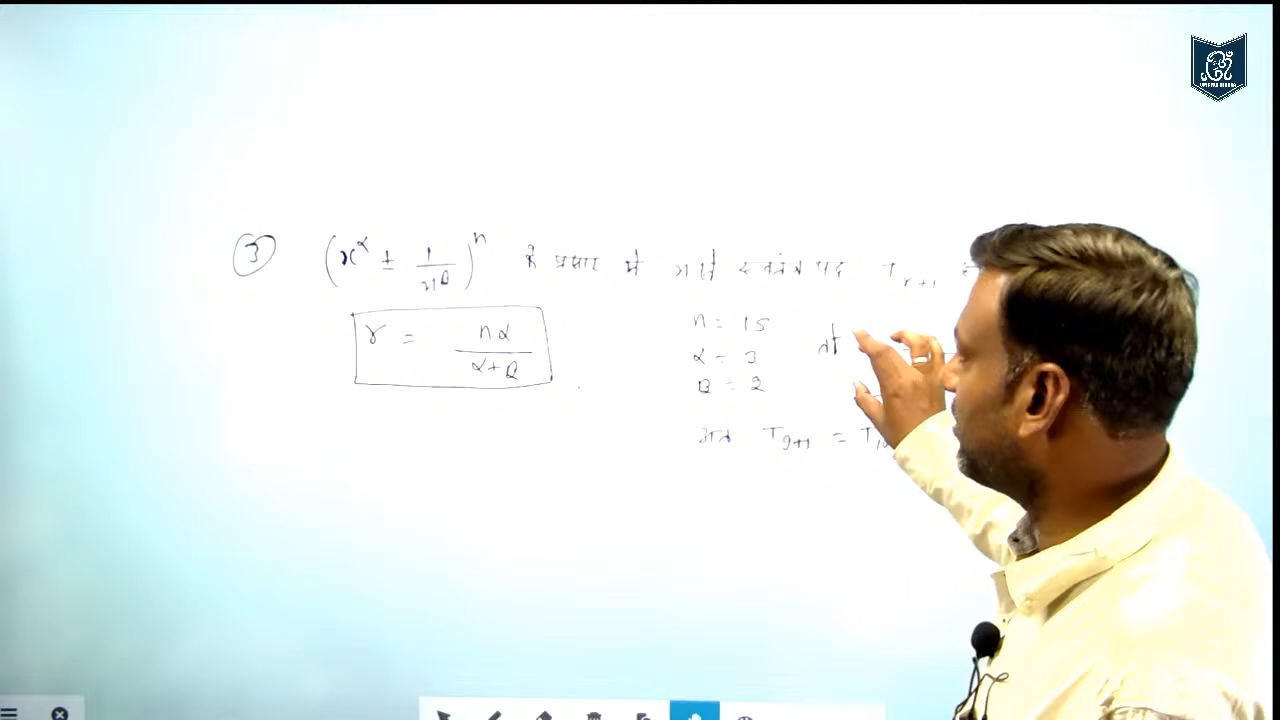 ③ (x^α ± 1/x^β)^n के प्रसार में x से स्वतंत्र पद T_{r+1}
r = nα/(α+β)
n = 15
α = 3 तो
β = 2
अतः T_{9+1} = T_{10}